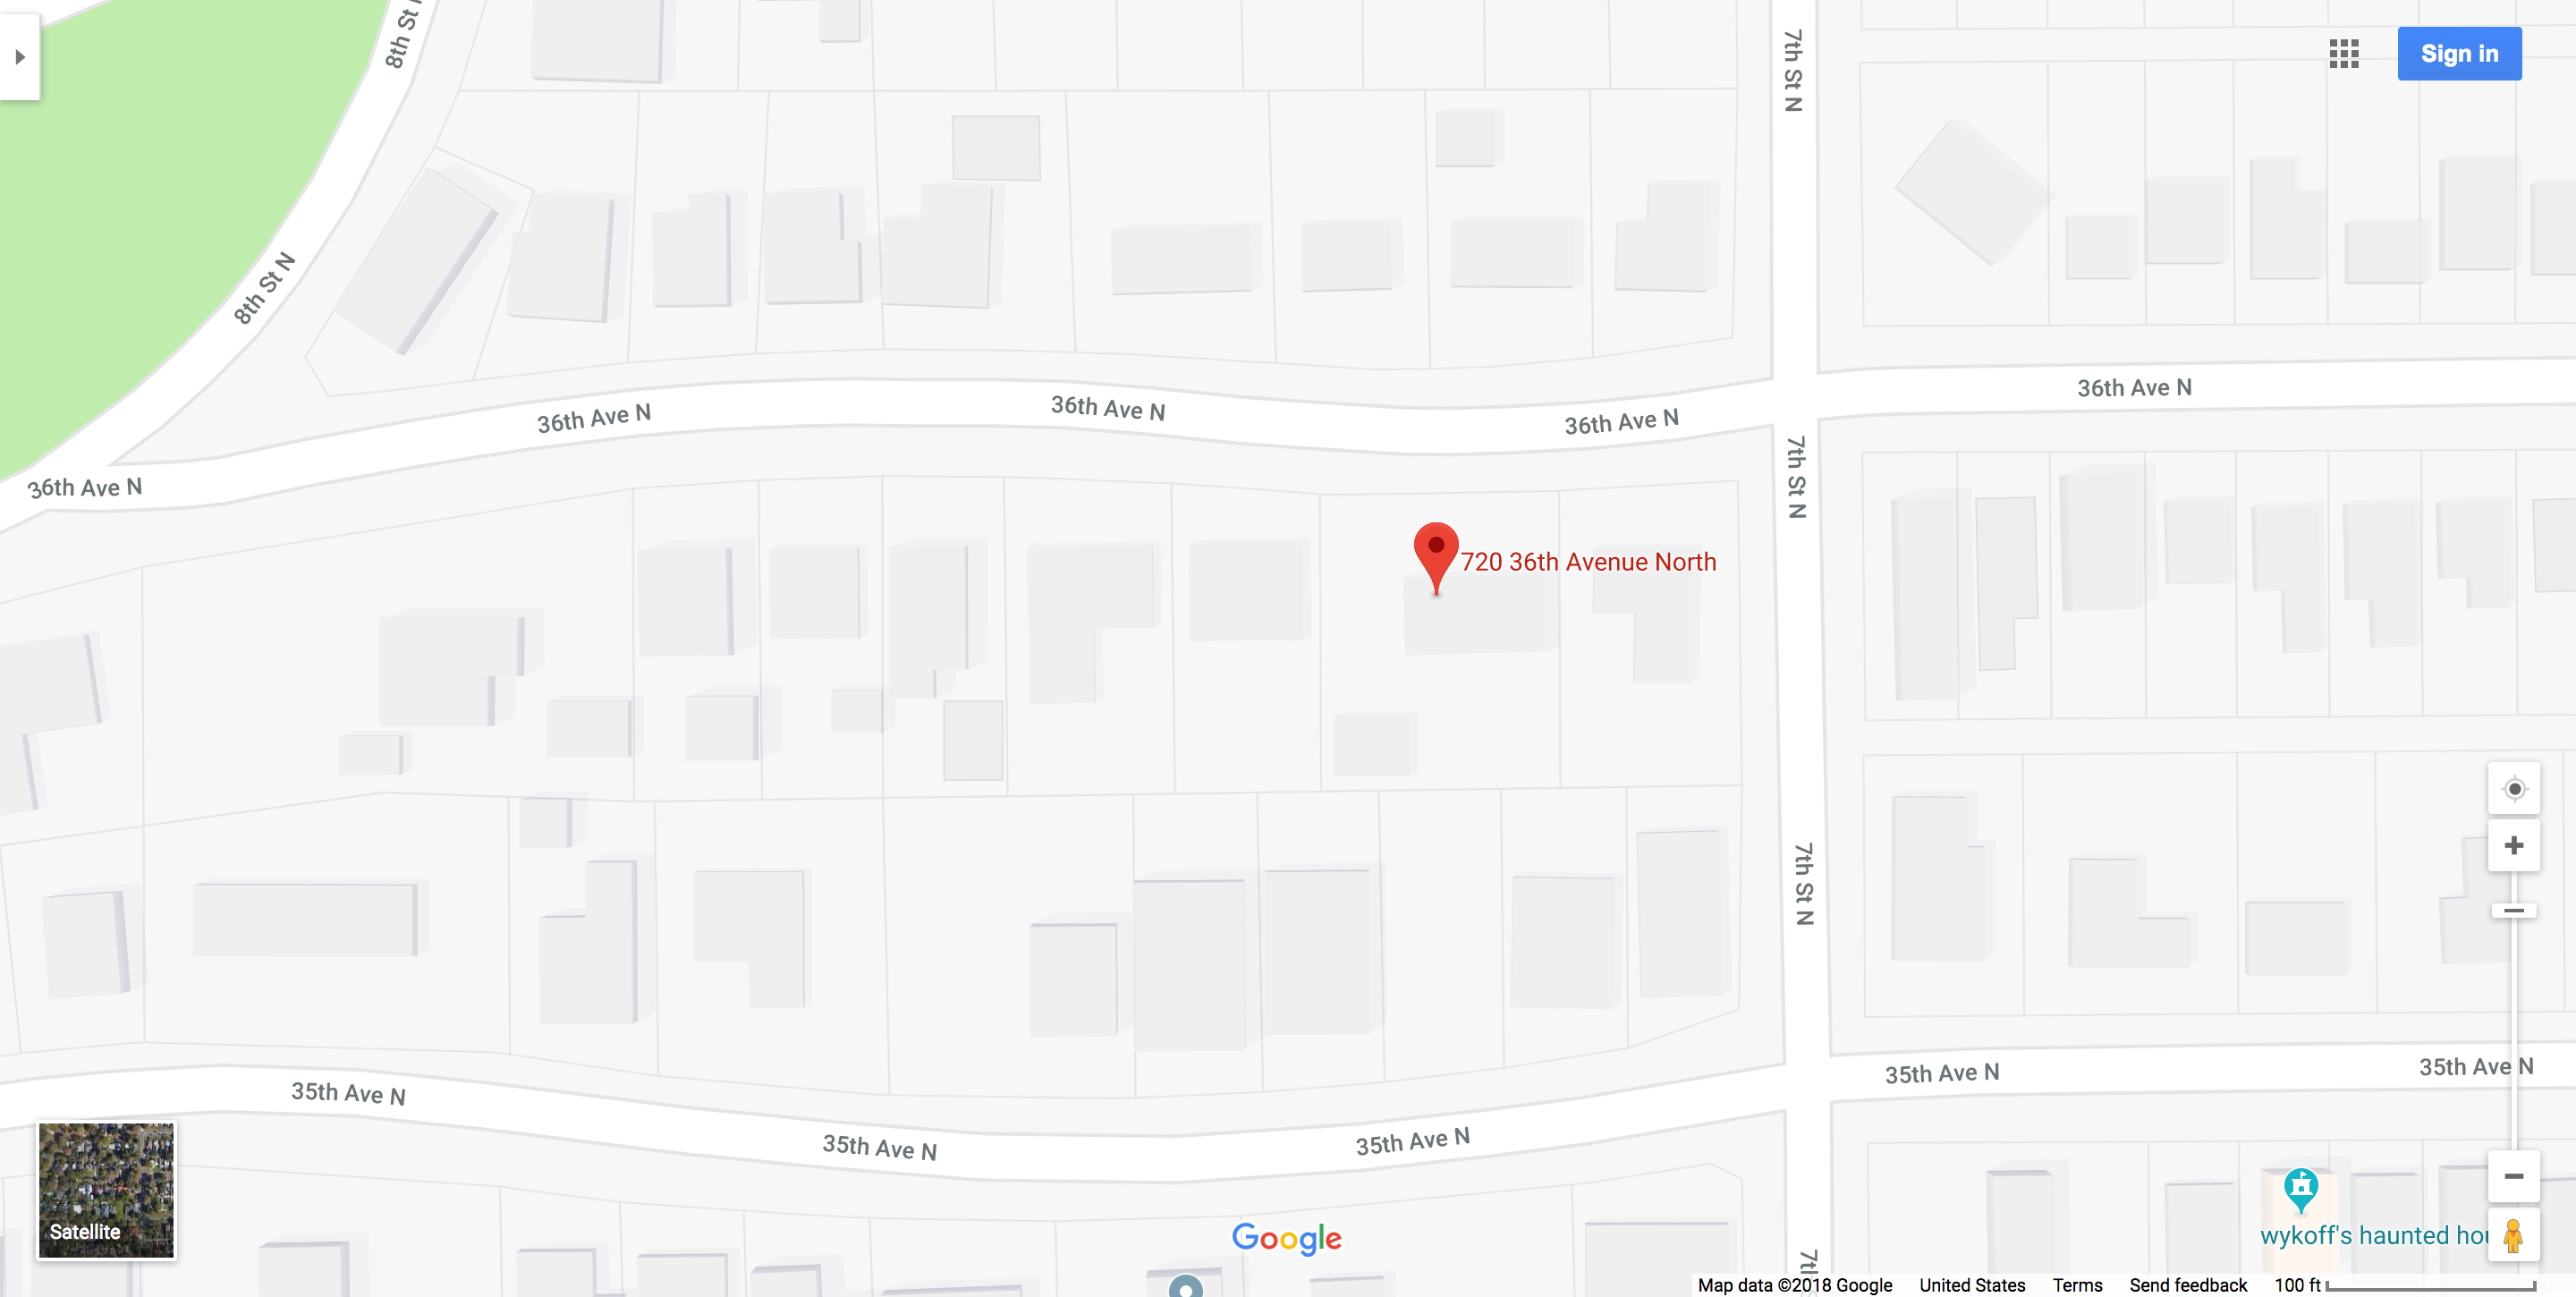 8th St
7th St N
Sign in
8th St N
36th Ave N
36th Ave N
36th Ave N
36th Ave N
36th Ave N
7th St N
720 36th Avenue North
7th St N
35th Ave N
35th Ave N
35th Ave N
35th Ave N
35th Ave N
Satellite
Google
wykoff's haunted hou
Map data ©2018 Google United States Terms Send feedback 100 ft